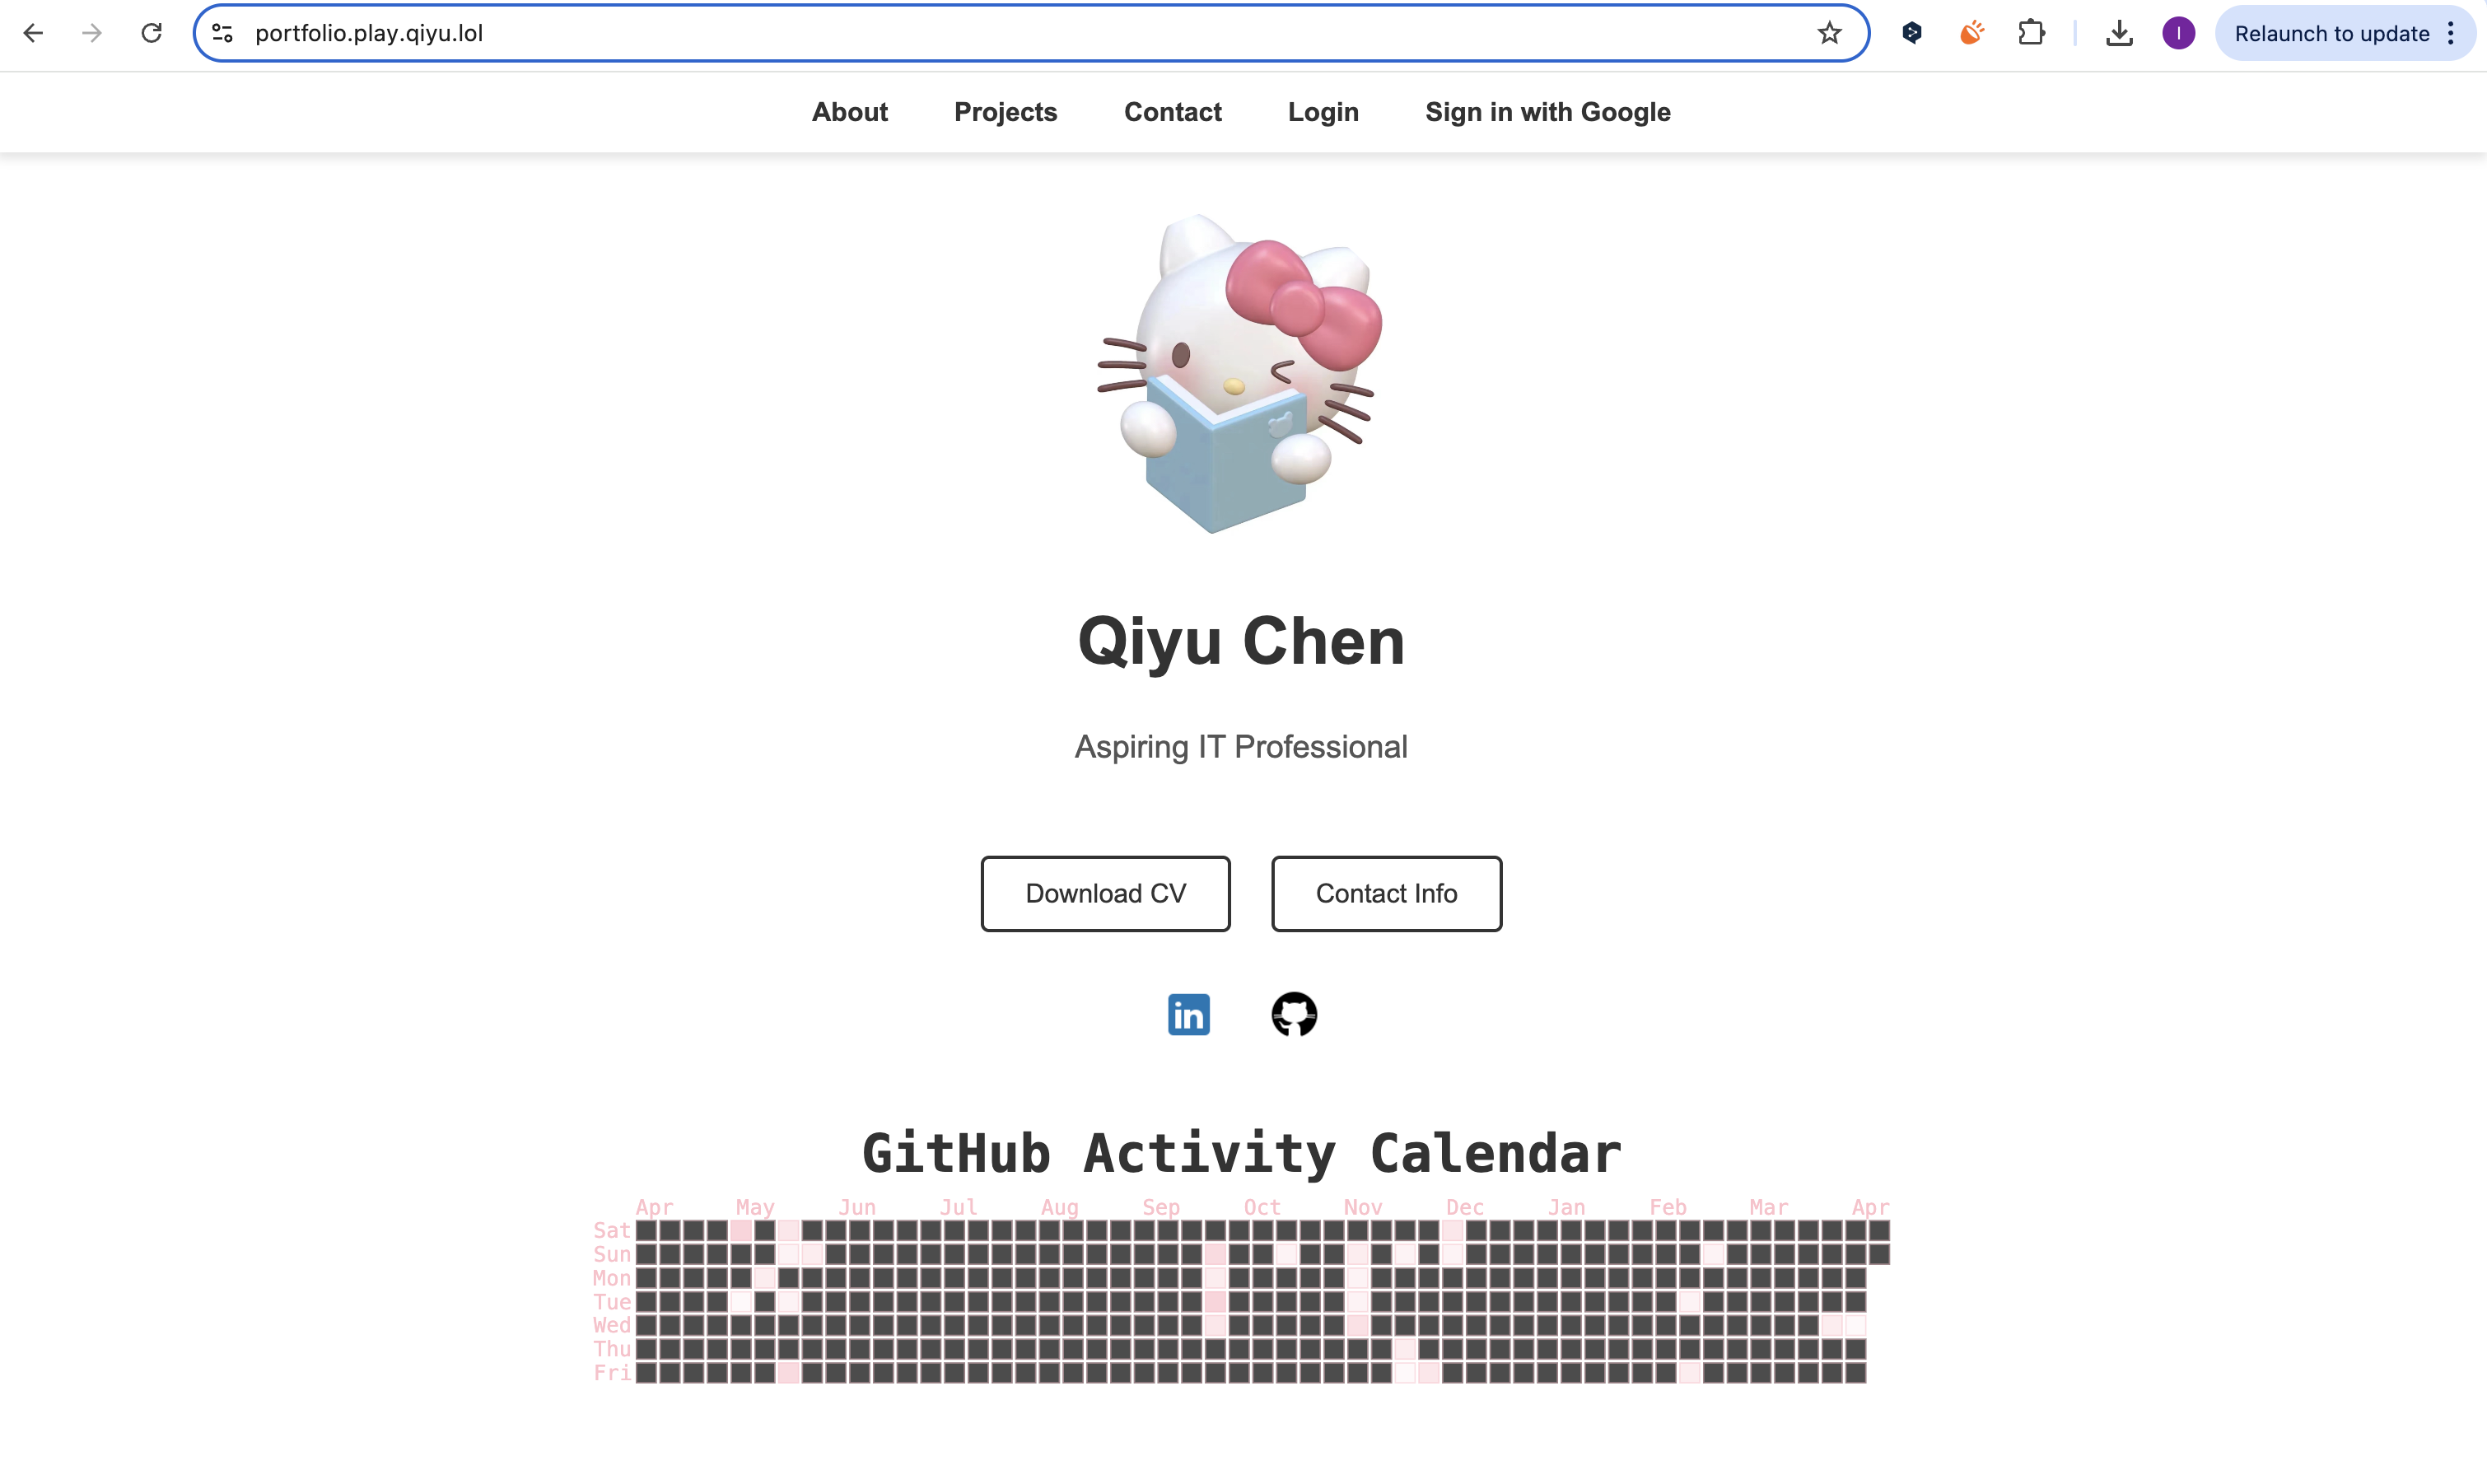 portfolio.play.qiyu.lol
I
Relaunch to update
About Projects Contact Login Sign in with Google
Qiyu Chen
Aspiring IT Professional
Download CV Contact Info
in
GitHub Activity Calendar
Apr May Jun Jul Aug Sep Oct Nov Dec Jan Feb Mar Apr
Sat
Sun
Mon
Tue
Wed
Thu
Fri